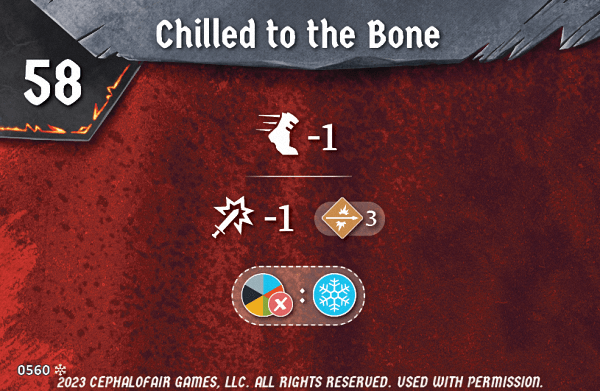 Chilled to the Bone
58
-1
-1 3
:
0560
2023 CEPHALOFAIR GAMES, LLC. ALL RIGHTS RESERVED. USED WITH PERMISSION.